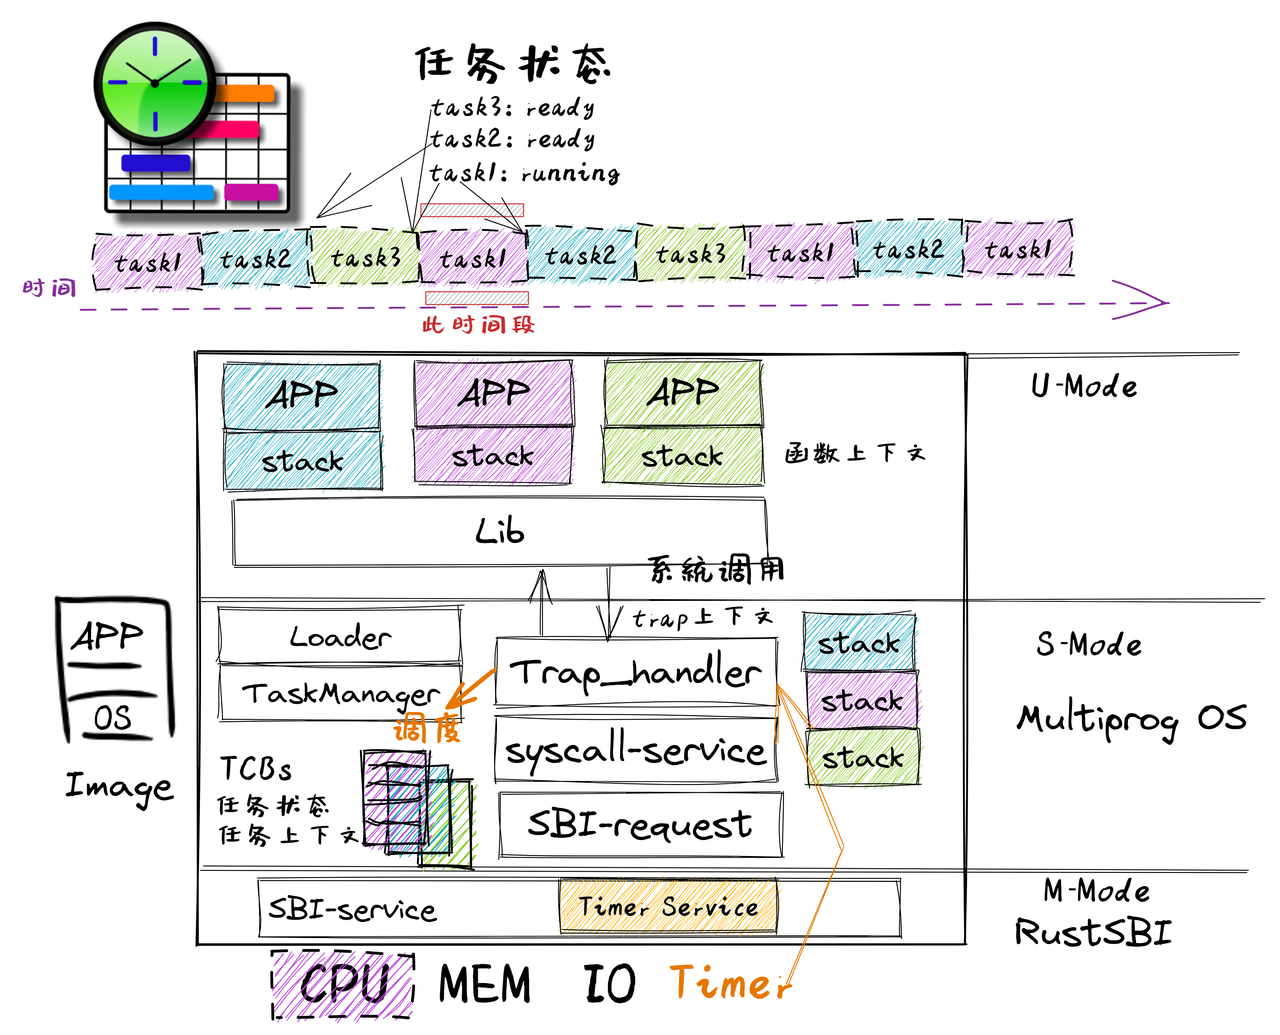 任务状态
task3: ready
task2: ready
task1: running
task1 task2 task3 task1 task2 task3 task1 task2 task1
时间
此时间段
APP APP APP
U-Mode
stack stack stack
函数上下文
Lib
系统调用
trap上下文
APP
OS
Image
Loader
TaskManager
调度
Trap_handler
syscall-service
SBI-request
stack
stack
stack
S-Mode
Multiprog OS
TCBs
任务状态
任务上下文
SBI-service
Timer Service
M-Mode
RustSBI
CPU MEM IO Timer